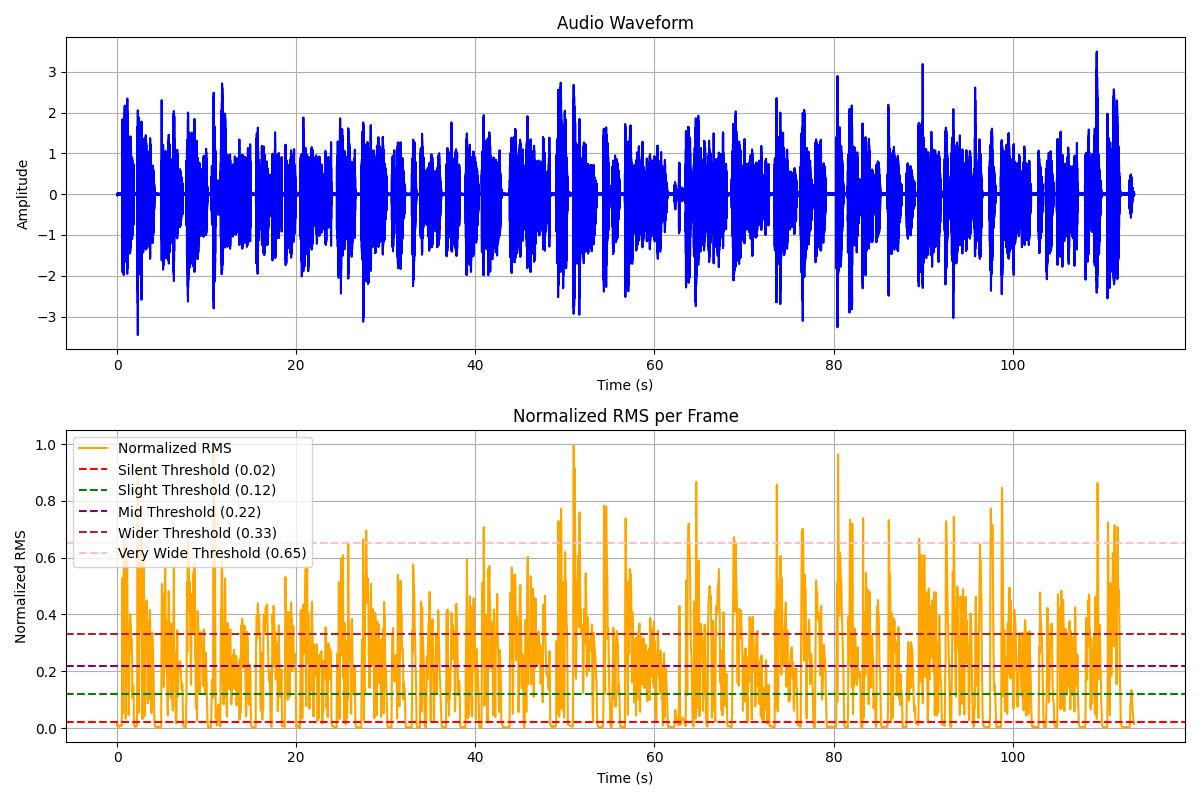 Audio Waveform
3
2
1
0
−1
−2
−3
Amplitude
0 20 40 60 80 100
Time (s)
Normalized RMS per Frame
1.0
0.8
0.6
0.4
0.2
0.0
Normalized RMS
Normalized RMS
Silent Threshold (0.02)
Slight Threshold (0.12)
Mid Threshold (0.22)
Wider Threshold (0.33)
Very Wide Threshold (0.65)
0 20 40 60 80 100
Time (s)